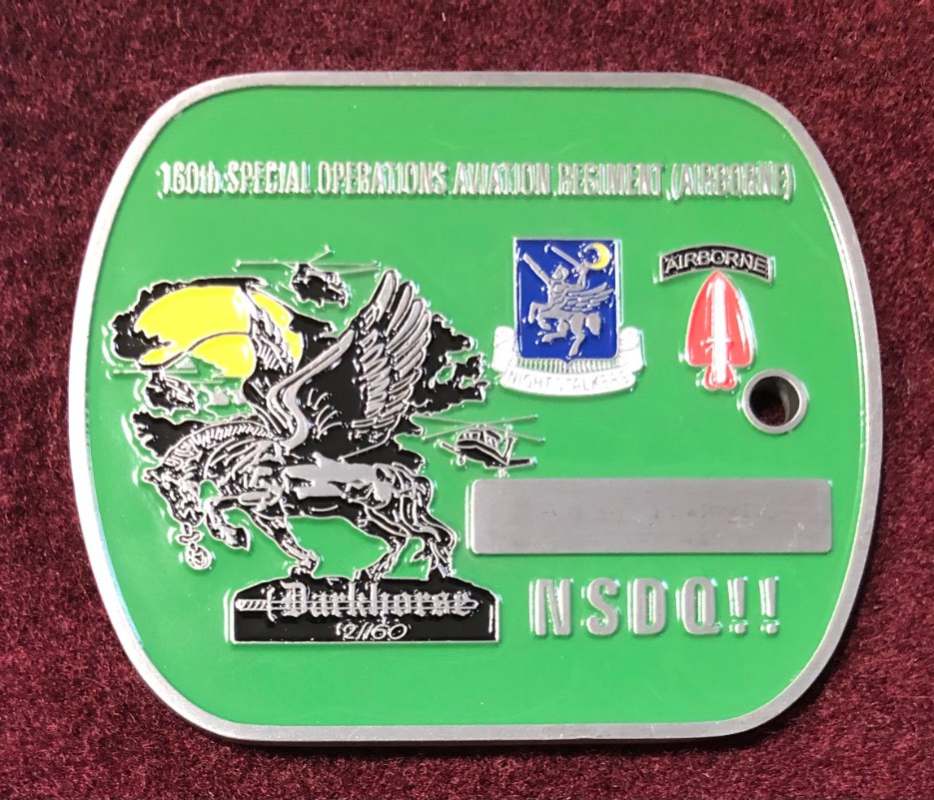 160th SPECIAL OPERATIONS AVIATION REGIMENT (AIRBORNE)
AIRBORNE
NIGHT STALKERS
Darkhorse
2/160
NSDQ!!